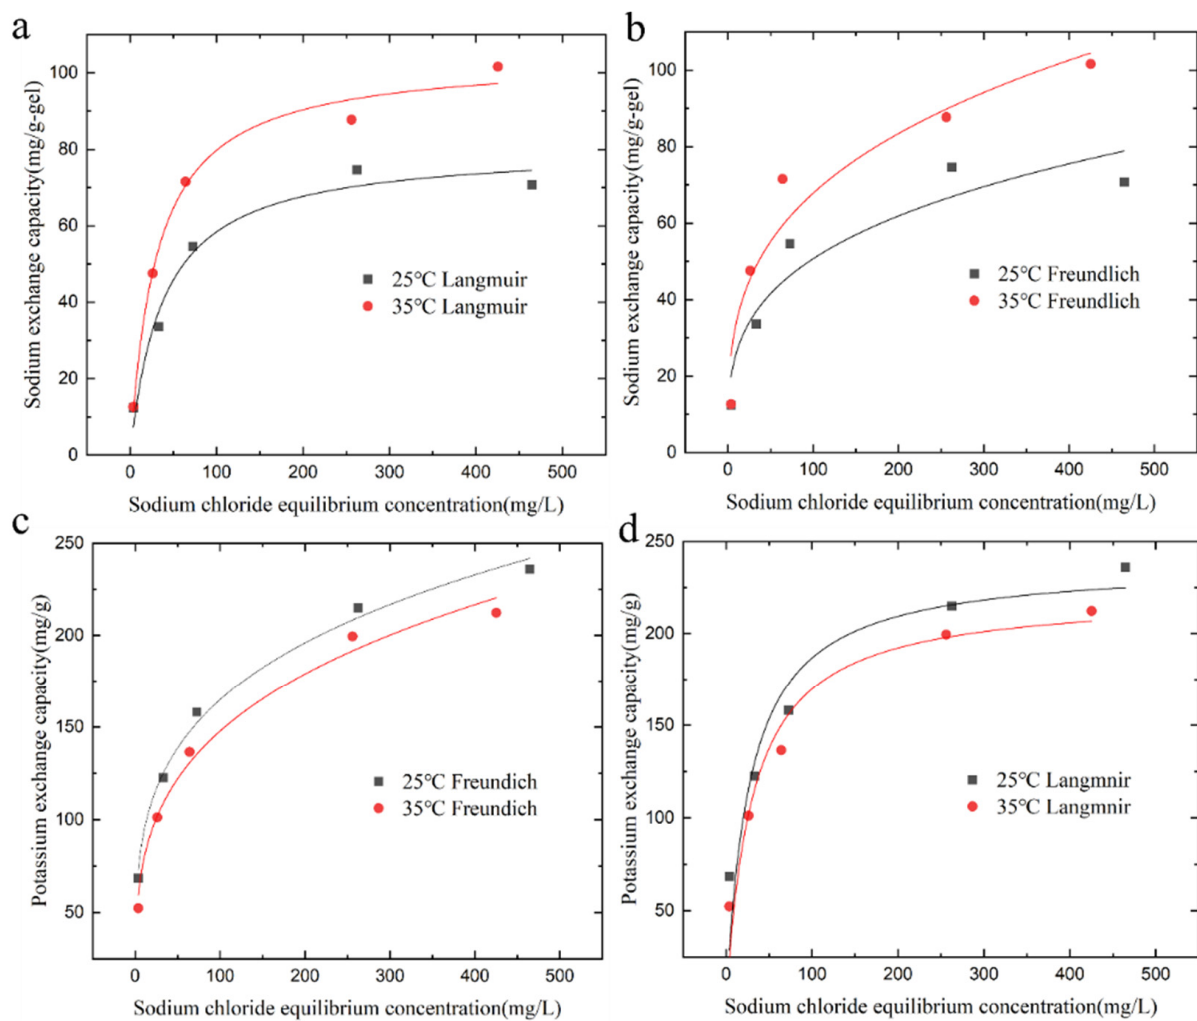 a
Sodium exchange capacity(mg/g-gel)
100
80
60
40
20
0
25°C Langmuir
35°C Langmuir
0 100 200 300 400 500
Sodium chloride equilibrium concentration(mg/L)
b
Sodium exchange capacity(mg/g-gel)
100
80
60
40
20
0
25°C Freundlich
35°C Freundlich
0 100 200 300 400 500
Sodium chloride equilibrium concentration(mg/L)
c
Potassium exchange capacity(mg/g)
250
200
150
100
50
25°C Freundich
35°C Freundich
0 100 200 300 400 500
Sodium chloride equilibrium concentration(mg/L)
d
Potassium exchange capacity(mg/g)
250
200
150
100
50
25°C Langmnir
35°C Langmnir
0 100 200 300 400 500
Sodium chloride equilibrium concentration(mg/L)